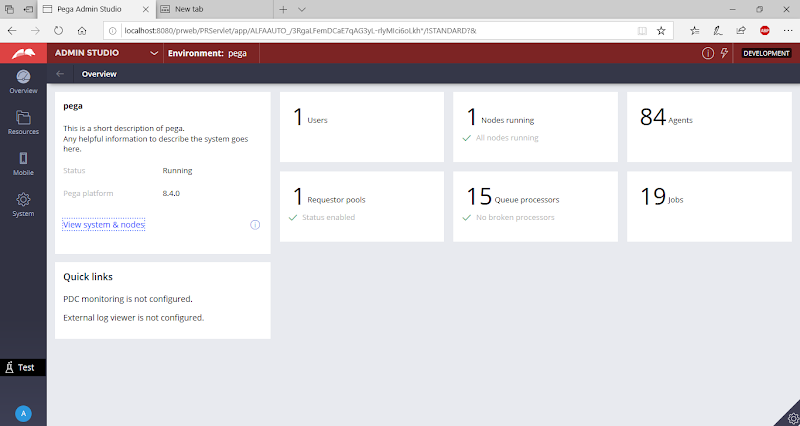 Pega Admin Studio
New tab
localhost:8080/prweb/PRServlet/app/ALFAAUTO_/3RgaLFemDCaE7qAG3yL-rlyMIci6oLkh*/!STANDARD?&
ABP
ADMIN STUDIO
Environment: pega
DEVELOPMENT
Overview
Overview
Resources
Mobile
System
Test
A
pega
This is a short description of pega.
Any helpful information to describe the system goes
here.
Status Running
Pega platform 8.4.0
View system & nodes
Quick links
PDC monitoring is not configured.
External log viewer is not configured.
1 Users
1 Nodes running
All nodes running
84 Agents
1 Requestor pools
Status enabled
15 Queue processors
No broken processors
19 Jobs